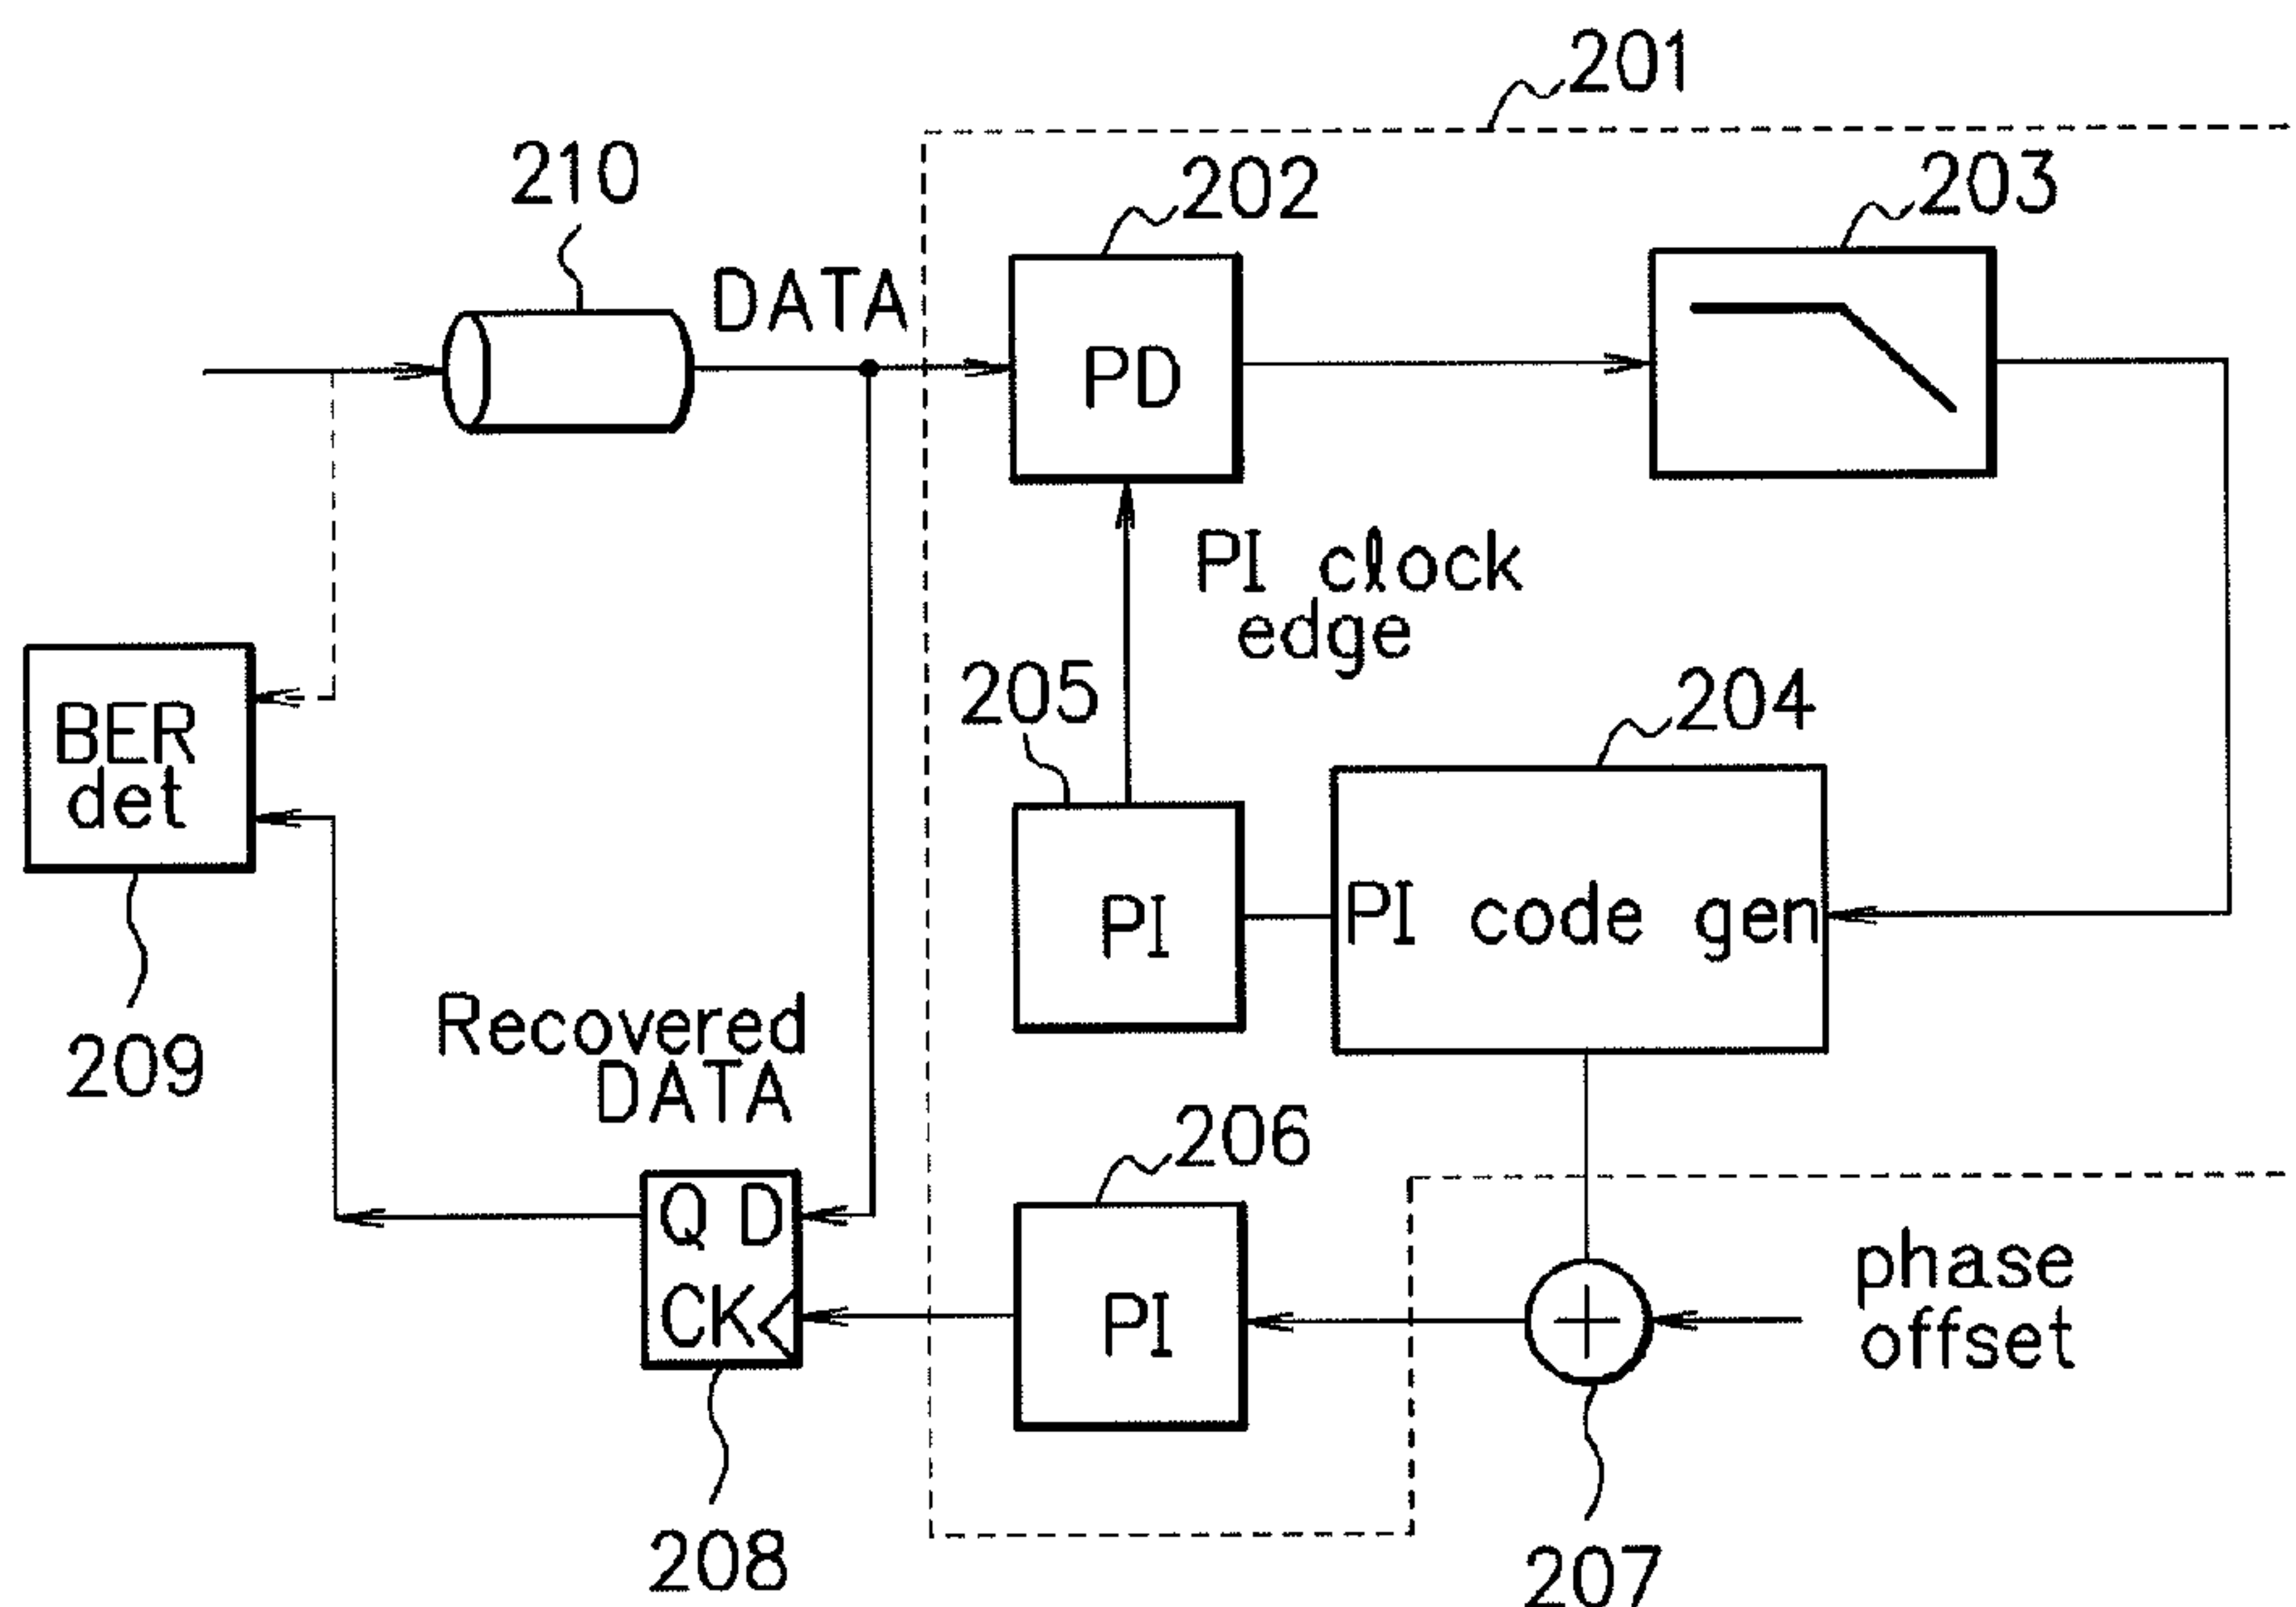 201
210
202
203
DATA
PD
PI clock
edge
205
204
BER
det
PI
PI code gen
209
Recovered
DATA
206
Q D
CK
PI
phase
offset
208
207